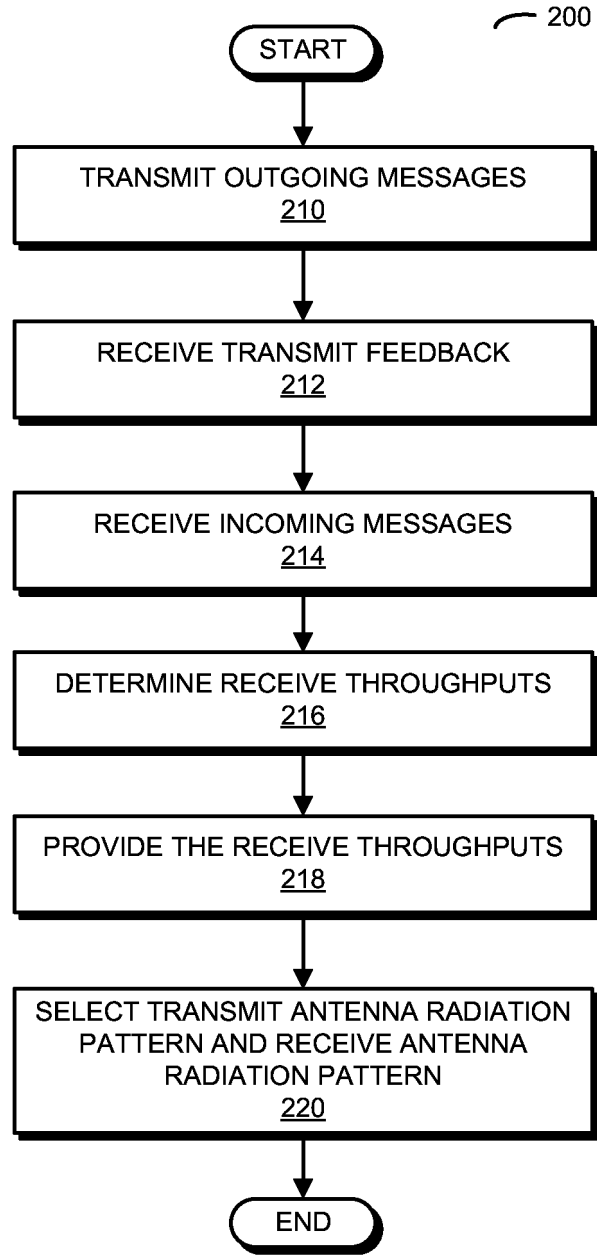 200
START
TRANSMIT OUTGOING MESSAGES
210
RECEIVE TRANSMIT FEEDBACK
212
RECEIVE INCOMING MESSAGES
214
DETERMINE RECEIVE THROUGHPUTS
216
PROVIDE THE RECEIVE THROUGHPUTS
218
SELECT TRANSMIT ANTENNA RADIATION
PATTERN AND RECEIVE ANTENNA
RADIATION PATTERN
220
END